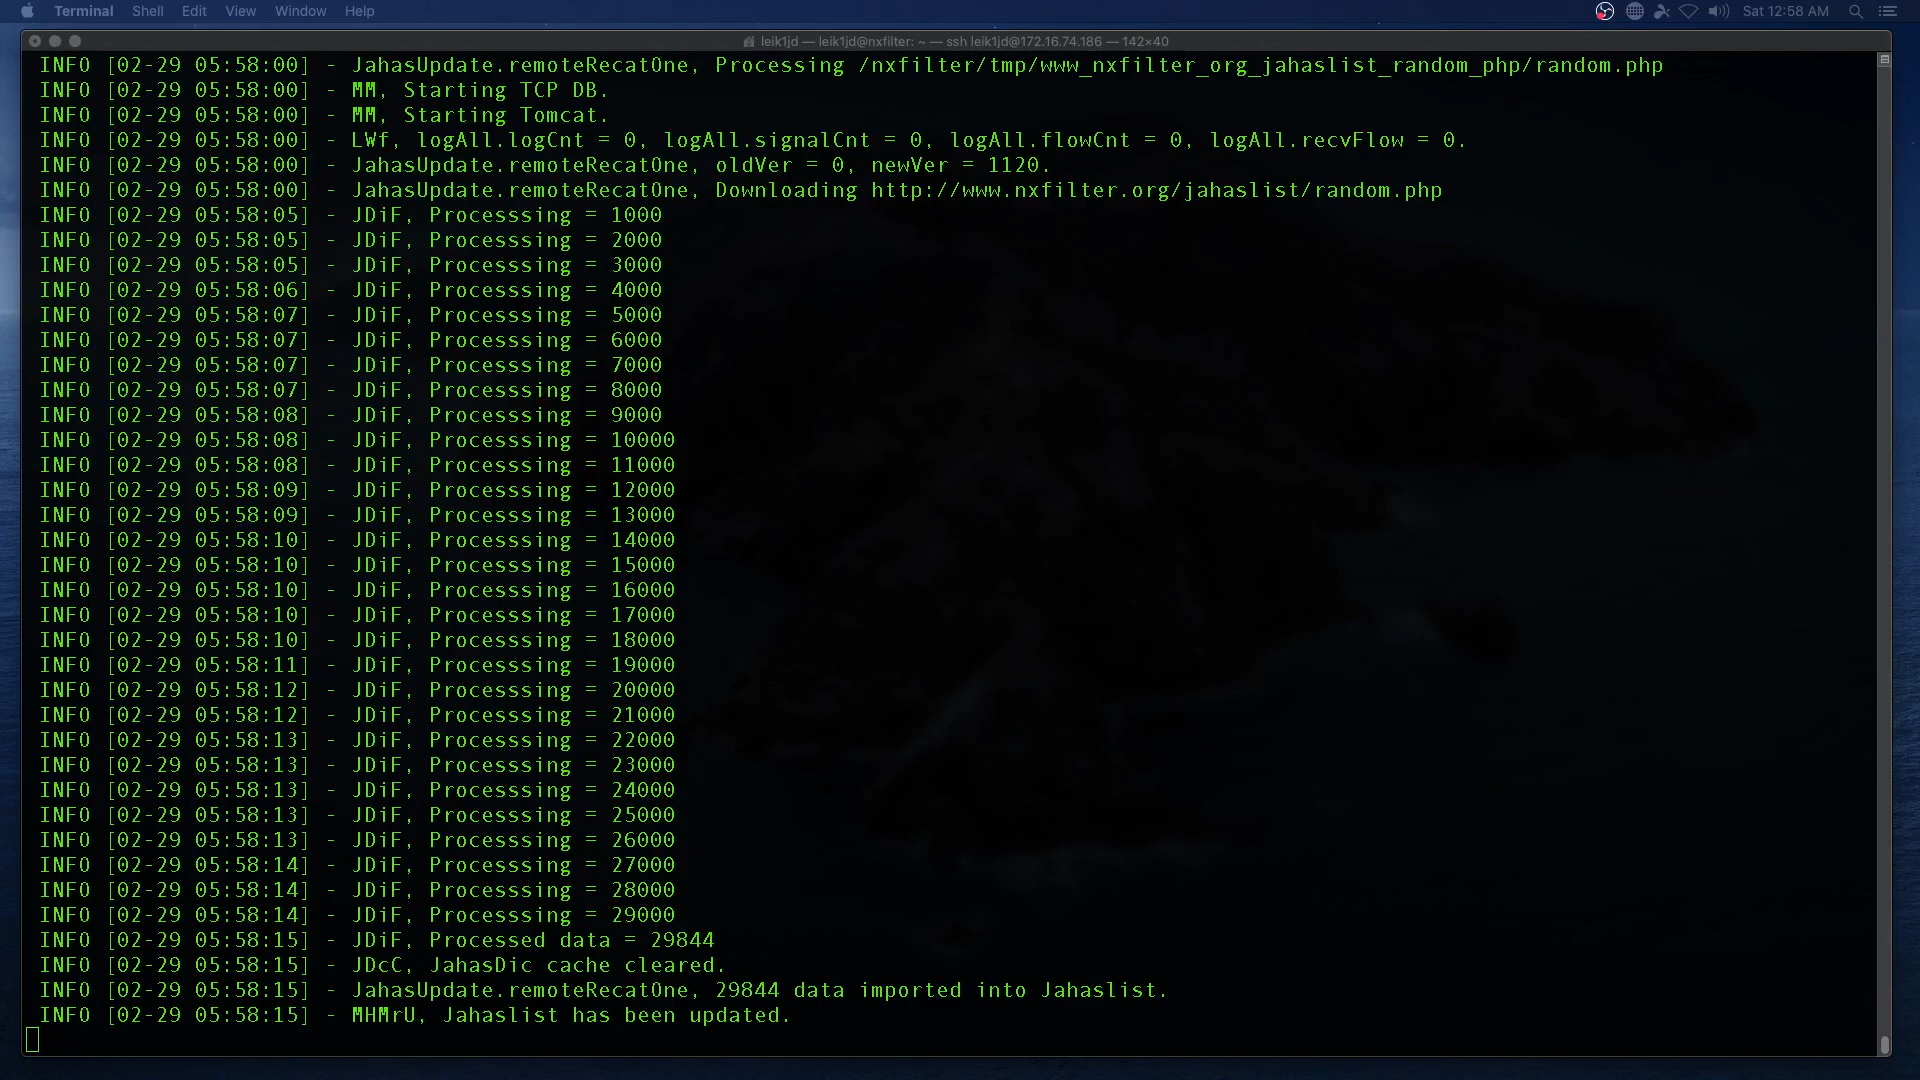 Terminal Shell Edit View Window Help Sat 12:58 AM
leik1jd — leik1jd@nxfilter: ~ — ssh leik1jd@172.16.74.186 — 142×40
INFO [02-29 05:58:00] - JahasUpdate.remoteRecatOne, Processing /nxfilter/tmp/www_nxfilter_org_jahaslist_random_php/random.php
INFO [02-29 05:58:00] - MM, Starting TCP DB.
INFO [02-29 05:58:00] - MM, Starting Tomcat.
INFO [02-29 05:58:00] - LWf, logAll.logCnt = 0, logAll.signalCnt = 0, logAll.flowCnt = 0, logAll.recvFlow = 0.
INFO [02-29 05:58:00] - JahasUpdate.remoteRecatOne, oldVer = 0, newVer = 1120.
INFO [02-29 05:58:00] - JahasUpdate.remoteRecatOne, Downloading http://www.nxfilter.org/jahaslist/random.php
INFO [02-29 05:58:05] - JDiF, Processsing = 1000
INFO [02-29 05:58:05] - JDiF, Processsing = 2000
INFO [02-29 05:58:05] - JDiF, Processsing = 3000
INFO [02-29 05:58:06] - JDiF, Processsing = 4000
INFO [02-29 05:58:07] - JDiF, Processsing = 5000
INFO [02-29 05:58:07] - JDiF, Processsing = 6000
INFO [02-29 05:58:07] - JDiF, Processsing = 7000
INFO [02-29 05:58:07] - JDiF, Processsing = 8000
INFO [02-29 05:58:08] - JDiF, Processsing = 9000
INFO [02-29 05:58:08] - JDiF, Processsing = 10000
INFO [02-29 05:58:08] - JDiF, Processsing = 11000
INFO [02-29 05:58:09] - JDiF, Processsing = 12000
INFO [02-29 05:58:09] - JDiF, Processsing = 13000
INFO [02-29 05:58:10] - JDiF, Processsing = 14000
INFO [02-29 05:58:10] - JDiF, Processsing = 15000
INFO [02-29 05:58:10] - JDiF, Processsing = 16000
INFO [02-29 05:58:10] - JDiF, Processsing = 17000
INFO [02-29 05:58:10] - JDiF, Processsing = 18000
INFO [02-29 05:58:11] - JDiF, Processsing = 19000
INFO [02-29 05:58:12] - JDiF, Processsing = 20000
INFO [02-29 05:58:12] - JDiF, Processsing = 21000
INFO [02-29 05:58:13] - JDiF, Processsing = 22000
INFO [02-29 05:58:13] - JDiF, Processsing = 23000
INFO [02-29 05:58:13] - JDiF, Processsing = 24000
INFO [02-29 05:58:13] - JDiF, Processsing = 25000
INFO [02-29 05:58:13] - JDiF, Processsing = 26000
INFO [02-29 05:58:14] - JDiF, Processsing = 27000
INFO [02-29 05:58:14] - JDiF, Processsing = 28000
INFO [02-29 05:58:14] - JDiF, Processsing = 29000
INFO [02-29 05:58:15] - JDiF, Processed data = 29844
INFO [02-29 05:58:15] - JDcC, JahasDic cache cleared.
INFO [02-29 05:58:15] - JahasUpdate.remoteRecatOne, 29844 data imported into Jahaslist.
INFO [02-29 05:58:15] - MHMrU, Jahaslist has been updated.